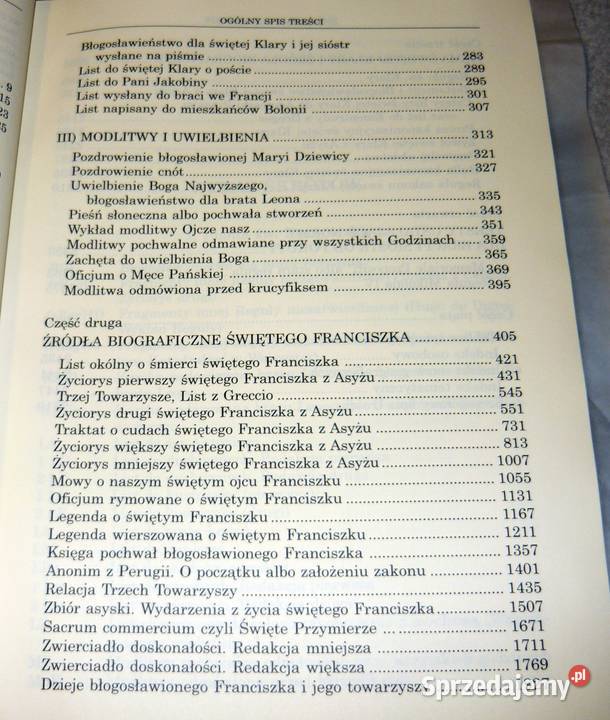 OGÓLNY SPIS TREŚCI
Błogosławieństwo dla świętej Klary i jej sióstr
wysłane na piśmie 283
List do świętej Klary o poście 289
List do Pani Jakobiny 295
List wysłany do braci we Francji 301
List napisany do mieszkańców Bolonii 307
III) MODLITWY I UWIELBIENIA 313
Pozdrowienie błogosławionej Maryi Dziewicy 321
Pozdrowienie cnót 327
Uwielbienie Boga Najwyższego,
błogosławieństwo dla brata Leona 335
Pieśń słoneczna albo pochwała stworzeń 343
Wykład modlitwy Ojcze nasz 351
Modlitwy pochwalne odmawiane przy wszystkich Godzinach 359
Zachęta do uwielbienia Boga 365
Oficjum o Męce Pańskiej 369
Modlitwa odmówiona przed krucyfiksem 395
Część druga
ŹRÓDŁA BIOGRAFICZNE ŚWIĘTEGO FRANCISZKA 405
List okólny o śmierci świętego Franciszka 421
Życiorys pierwszy świętego Franciszka z Asyżu 431
Trzej Towarzysze, List z Greccio 545
Życiorys drugi świętego Franciszka z Asyżu 551
Traktat o cudach świętego Franciszka z Asyżu 731
Życiorys większy świętego Franciszka z Asyżu 813
Życiorys mniejszy świętego Franciszka z Asyżu 1007
Mowy o naszym świętym ojcu Franciszku 1055
Oficjum rymowane o świętym Franciszku 1131
Legenda o świętym Franciszku 1167
Legenda wierszowana o świętym Franciszku 1211
Księga pochwał błogosławionego Franciszka 1357
Anonim z Perugii. O początku albo założeniu zakonu 1401
Relacja Trzech Towarzyszy 1435
Zbiór asyski. Wydarzenia z życia świętego Franciszka 1507
Sacrum commercium czyli Święte Przymierze 1671
Zwierciadło doskonałości. Redakcja mniejsza 1711
Zwierciadło doskonałości. Redakcja większa 1769
Dzieje błogosławionego Franciszka i jego towarzyszy
Sprzedajemy.pl